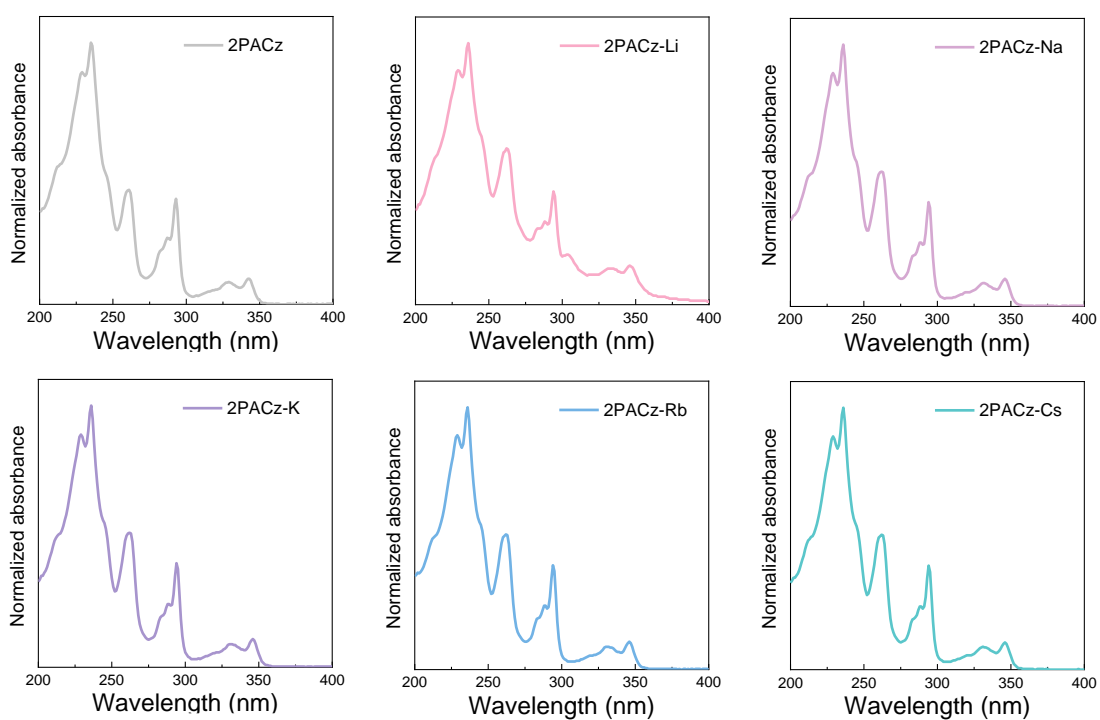 2PACz
Normalized absorbance
200 250 300 350 400
Wavelength (nm)
2PACz-Li
Normalized absorbance
200 250 300 350 400
Wavelength (nm)
2PACz-Na
Normalized absorbance
200 250 300 350 400
Wavelength (nm)
2PACz-K
Normalized absorbance
200 250 300 350 400
Wavelength (nm)
2PACz-Rb
Normalized absorbance
200 250 300 350 400
Wavelength (nm)
2PACz-Cs
Normalized absorbance
200 250 300 350 400
Wavelength (nm)